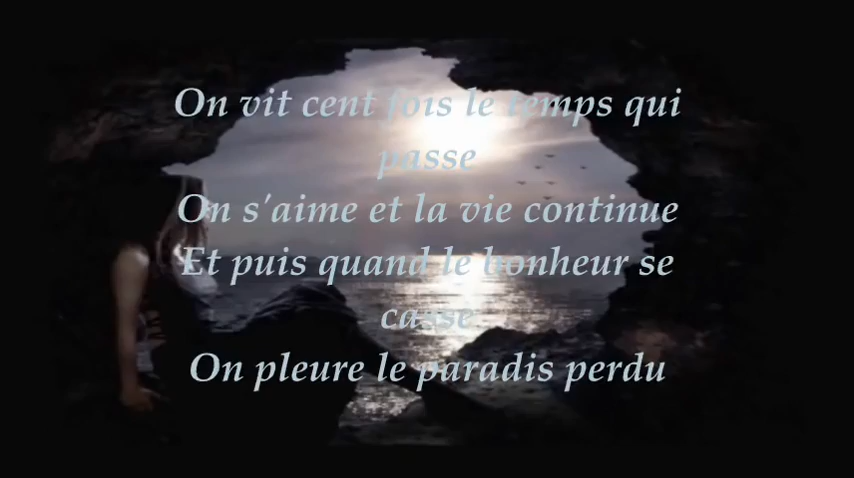 On vit cent fois le temps qui
passe
On s'aime et la vie continue
Et puis quand le bonheur se
casse
On pleure le paradis perdu